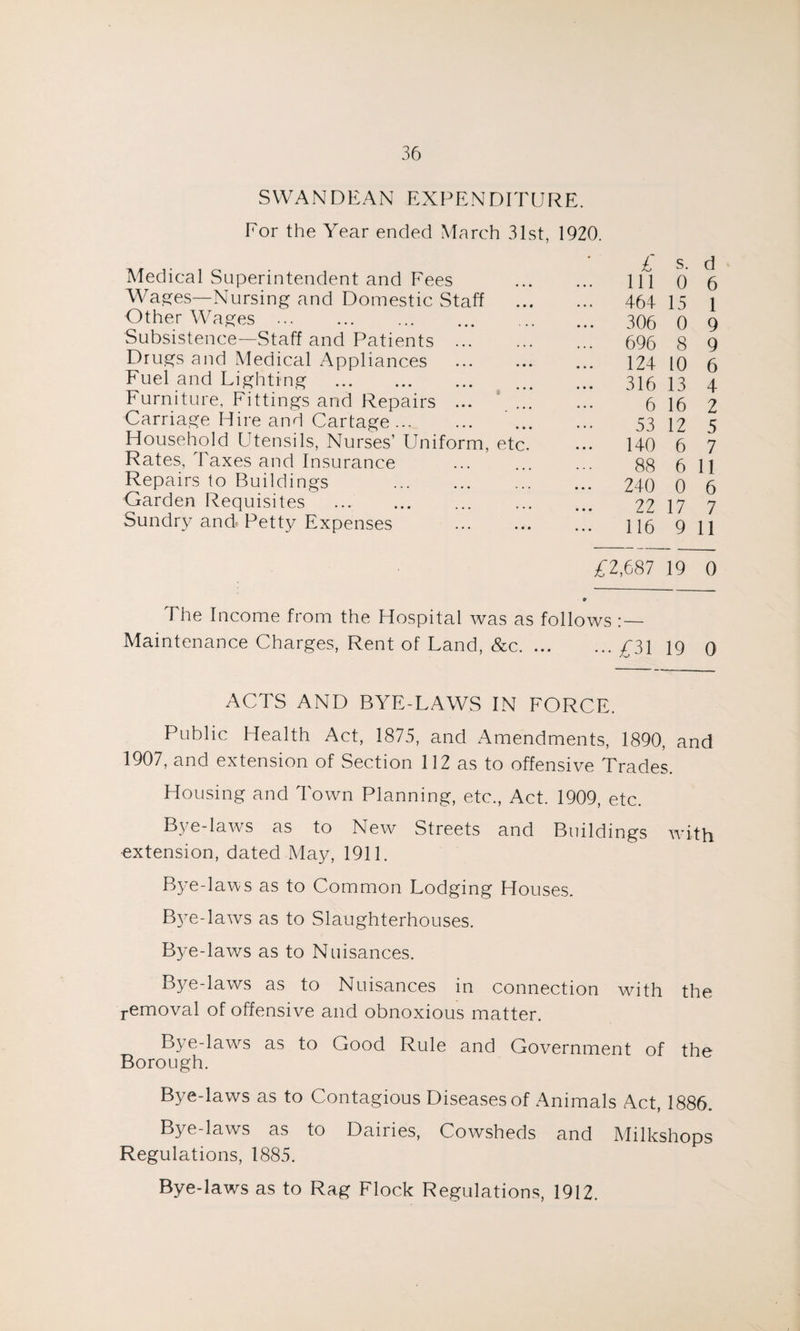 36
SWANDEAN EXPENDITURE.
For the Year ended March 31st, 1920.
£ s. d
Medical Superintendent and Fees ... ... 111 0 6
Wages—Nursing and Domestic Staff ... ... 464 15 1
Other Wages ... ... ... ... ... ... 306 0 9
Subsistence—Staff and Patients ... ... ... 696 8 9
Drugs and Medical Appliances ... ... ... 124 10 6
Fuel and Lighting ... ... ... ... ... 316 13 4
Furniture, Fittings and Repairs ... ... ... 6 16 2
Carriage Hire and Cartage ... ... ... ... 53 12 5
Household Utensils, Nurses' Uniform, etc. ... 140 6 7
Rates, Taxes and Insurance ... ... ... 88 6 11
Repairs to Buildings ... ... ... ... 240 0 6
Garden Requisites ... ... ... ... ... 22 17 7
Sundry and Petty Expenses ... ... ... 116 9 11
£2,687 19 0
The Income from the Hospital was as follows :—
Maintenance Charges, Rent of Land, &c. ... ... £31 19 0
ACTS AND BYE-LAWS IN FORCE.
Public Health Act, 1875, and Amendments, 1890, and
1907, and extension of Section 112 as to offensive Trades.
Housing and Town Planning, etc., Act. 1909, etc.
Bye-laws as to New Streets and Buildings with
extension, dated May, 1911.
Bye-laws as to Common Lodging Houses.
Bye-laws as to Slaughterhouses.
Bye-laws as to Nuisances.
Bye-laws as to Nuisances in connection with the
removal of offensive and obnoxious matter.
Bye-laws as to Good Rule and Government of the
Borough.
Bye-laws as to Contagious Diseases of Animals Act, 1886.
Bye-laws as to Dairies, Cowsheds and Milkshops
Regulations, 1885.
Bye-laws as to Rag Flock Regulations, 1912.